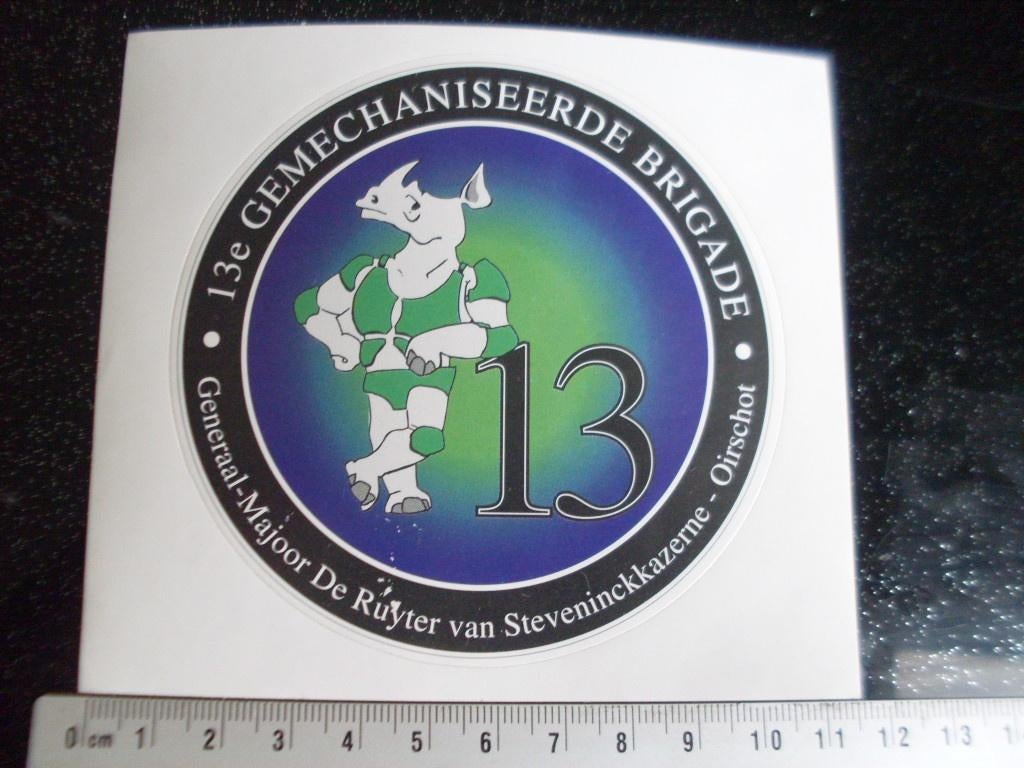 13e GEMECHANISEERDE BRIGADE
13
Generaal-Majoor De Ruyter van Steveninckkazerne - Oirschot
0 cm 1 2 3 4 5 6 7 8 9 10 11 12 13